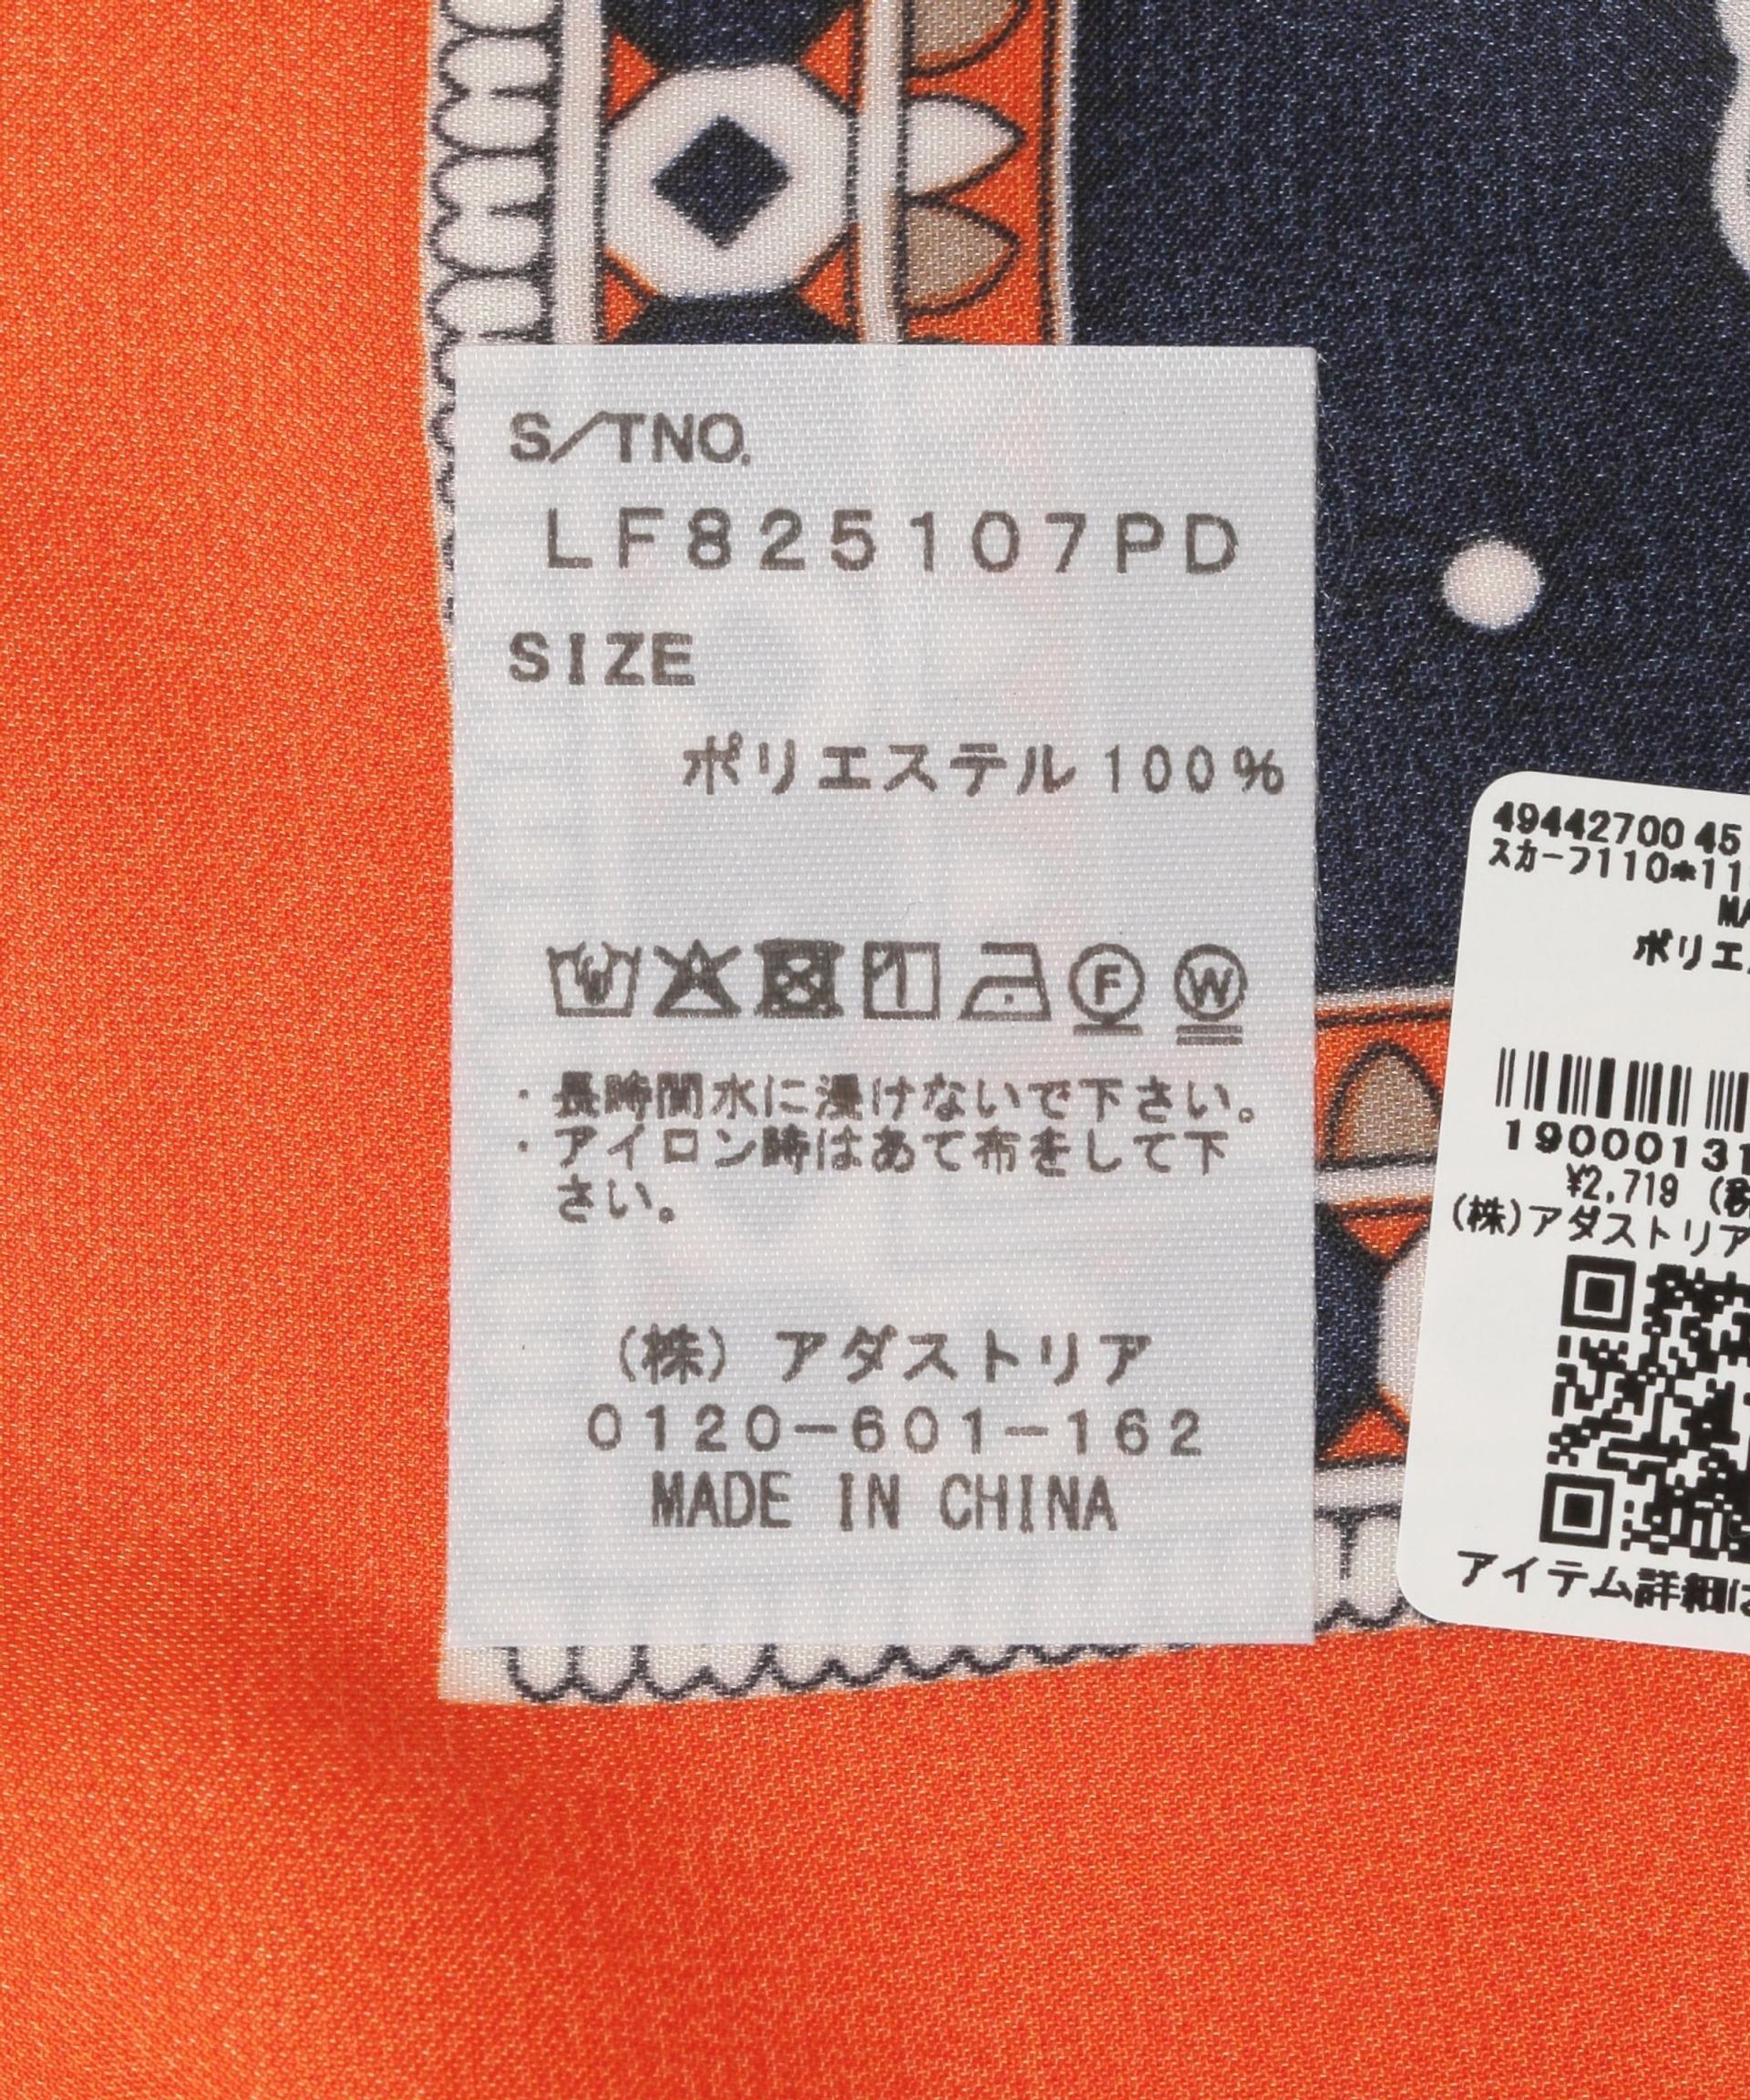 S/TNO.
LF825107PD
SIZE
ポリエステル100%
・長時間水に浸けないで下さい。
・アイロン時はあて布をして下
さい。
(株)アダストリア
0120-601-162
MADE IN CHINA
49442700 45
スカーフ110*11
MA
ポリエ
19000131
¥2,719
(株)アダストリア
アイテム詳細は